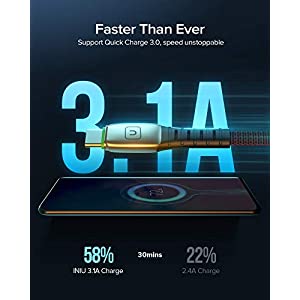 Faster Than Ever
Support Quick Charge 3.0, speed unstoppable
3.1A
58% 30mins 22%
INIU 3.1A Charge 2.4A Charge